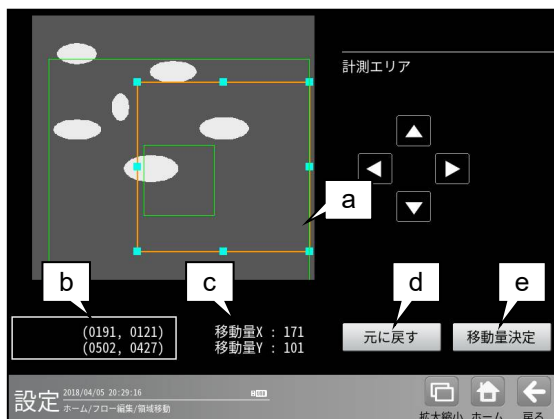 計測エリア
a
b
c
d
e
(0191, 0121)
(0502, 0427)
移動量X : 171
移動量Y : 101
元に戻す
移動量決定
設定
2018/04/05 20:29:16
ホーム/フロー編集/領域移動
拡大縮小
ホーム
戻る